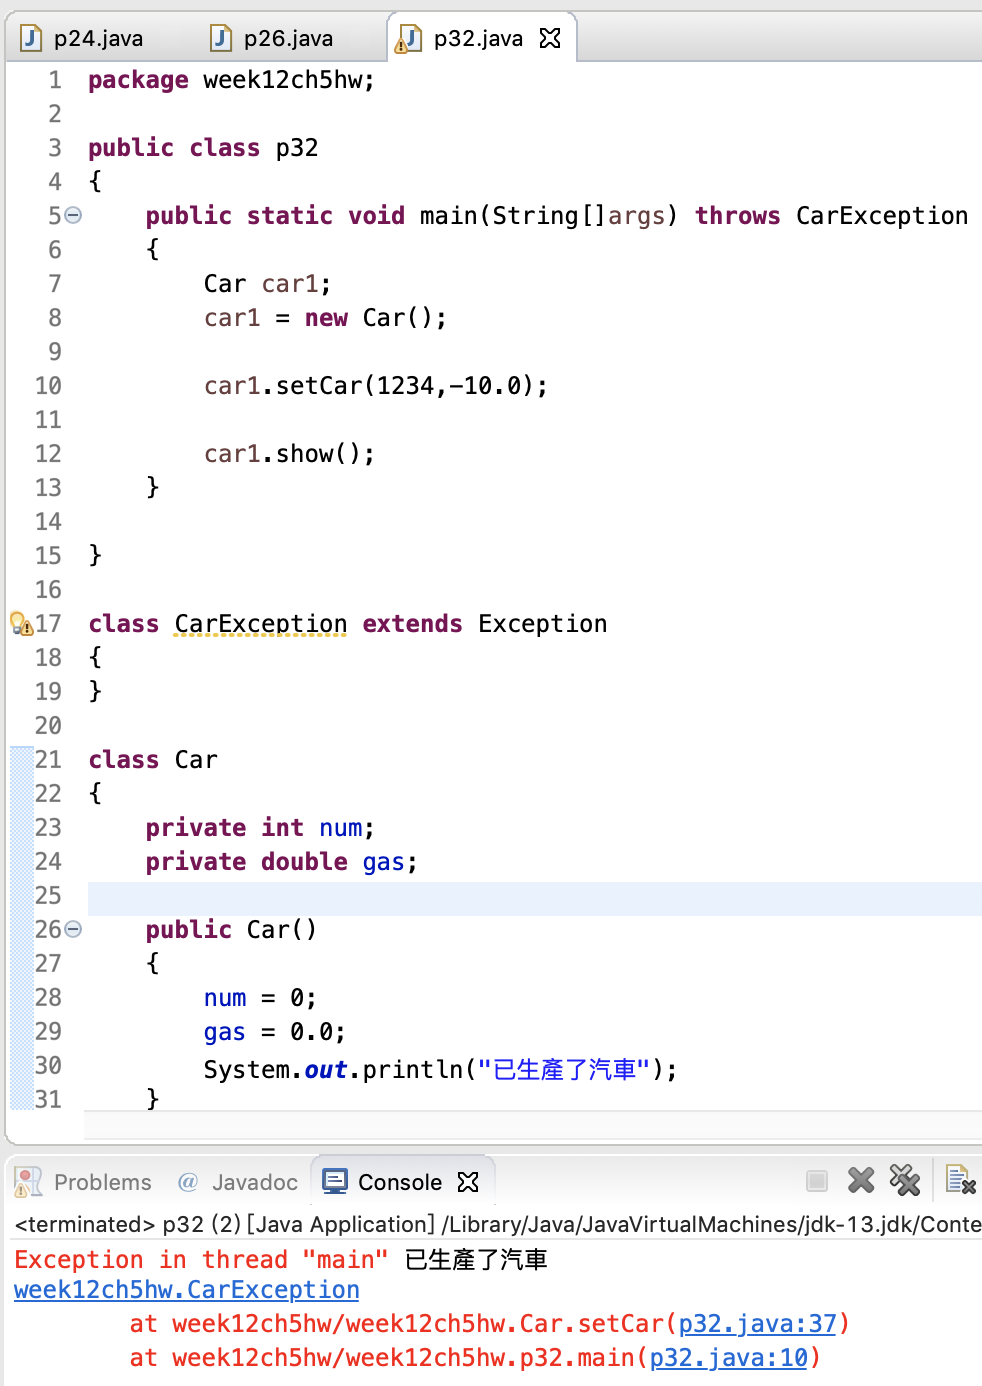 p24.java p26.java p32.java
1 package week12ch5hw;
2
3 public class p32
4 {
5 public static void main(String[]args) throws CarException
6 {
7 Car car1;
8 car1 = new Car();
9
10 car1.setCar(1234,-10.0);
11
12 car1.show();
13 }
14
15 }
16
17 class CarException extends Exception
18 {
19 }
20
21 class Car
22 {
23 private int num;
24 private double gas;
25
26 public Car()
27 {
28 num = 0;
29 gas = 0.0;
30 System.out.println("已生產了汽車");
31 }
Problems @ Javadoc Console
<terminated> p32 (2) [Java Application] /Library/Java/JavaVirtualMachines/jdk-13.jdk/Conte
Exception in thread "main" 已生產了汽車
week12ch5hw.CarException
at week12ch5hw/week12ch5hw.Car.setCar(p32.java:37)
at week12ch5hw/week12ch5hw.p32.main(p32.java:10)